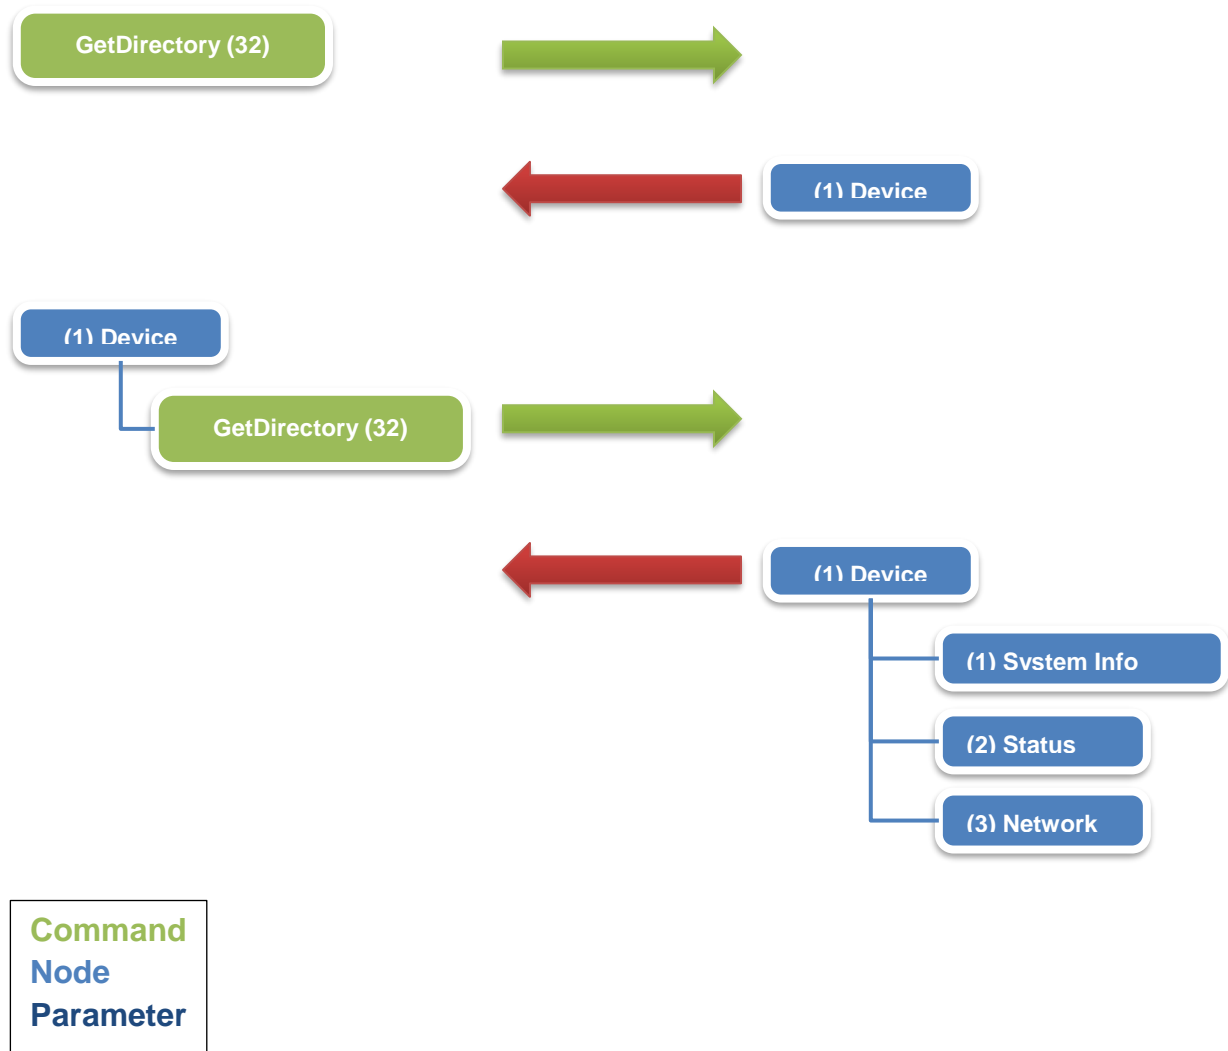 GetDirectory (32)
(1) Device
(1) Device
GetDirectory (32)
(1) Device
(1) System Info
(2) Status
(3) Network
Command
Node
Parameter